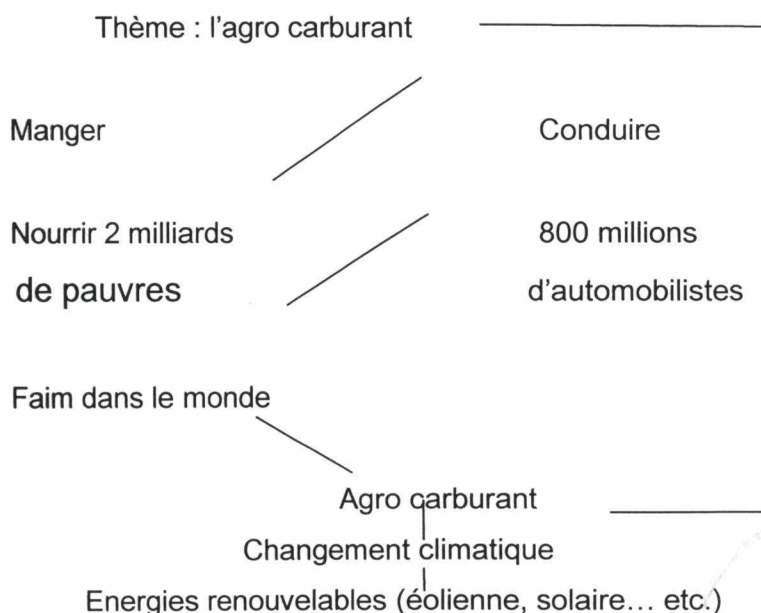 Thème : l'agro carburant
Manger Conduire
Nourrir 2 milliards 800 millions
de pauvres d'automobilistes
Faim dans le monde
Agro carburant
Changement climatique
Energies renouvelables (éolienne, solaire… etc.)